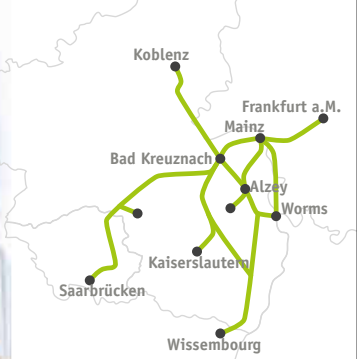 Koblenz
Frankfurt a.M.
Mainz
Bad Kreuznach
Alzey
Worms
Kaiserslautern
Saarbrücken
Wissembourg